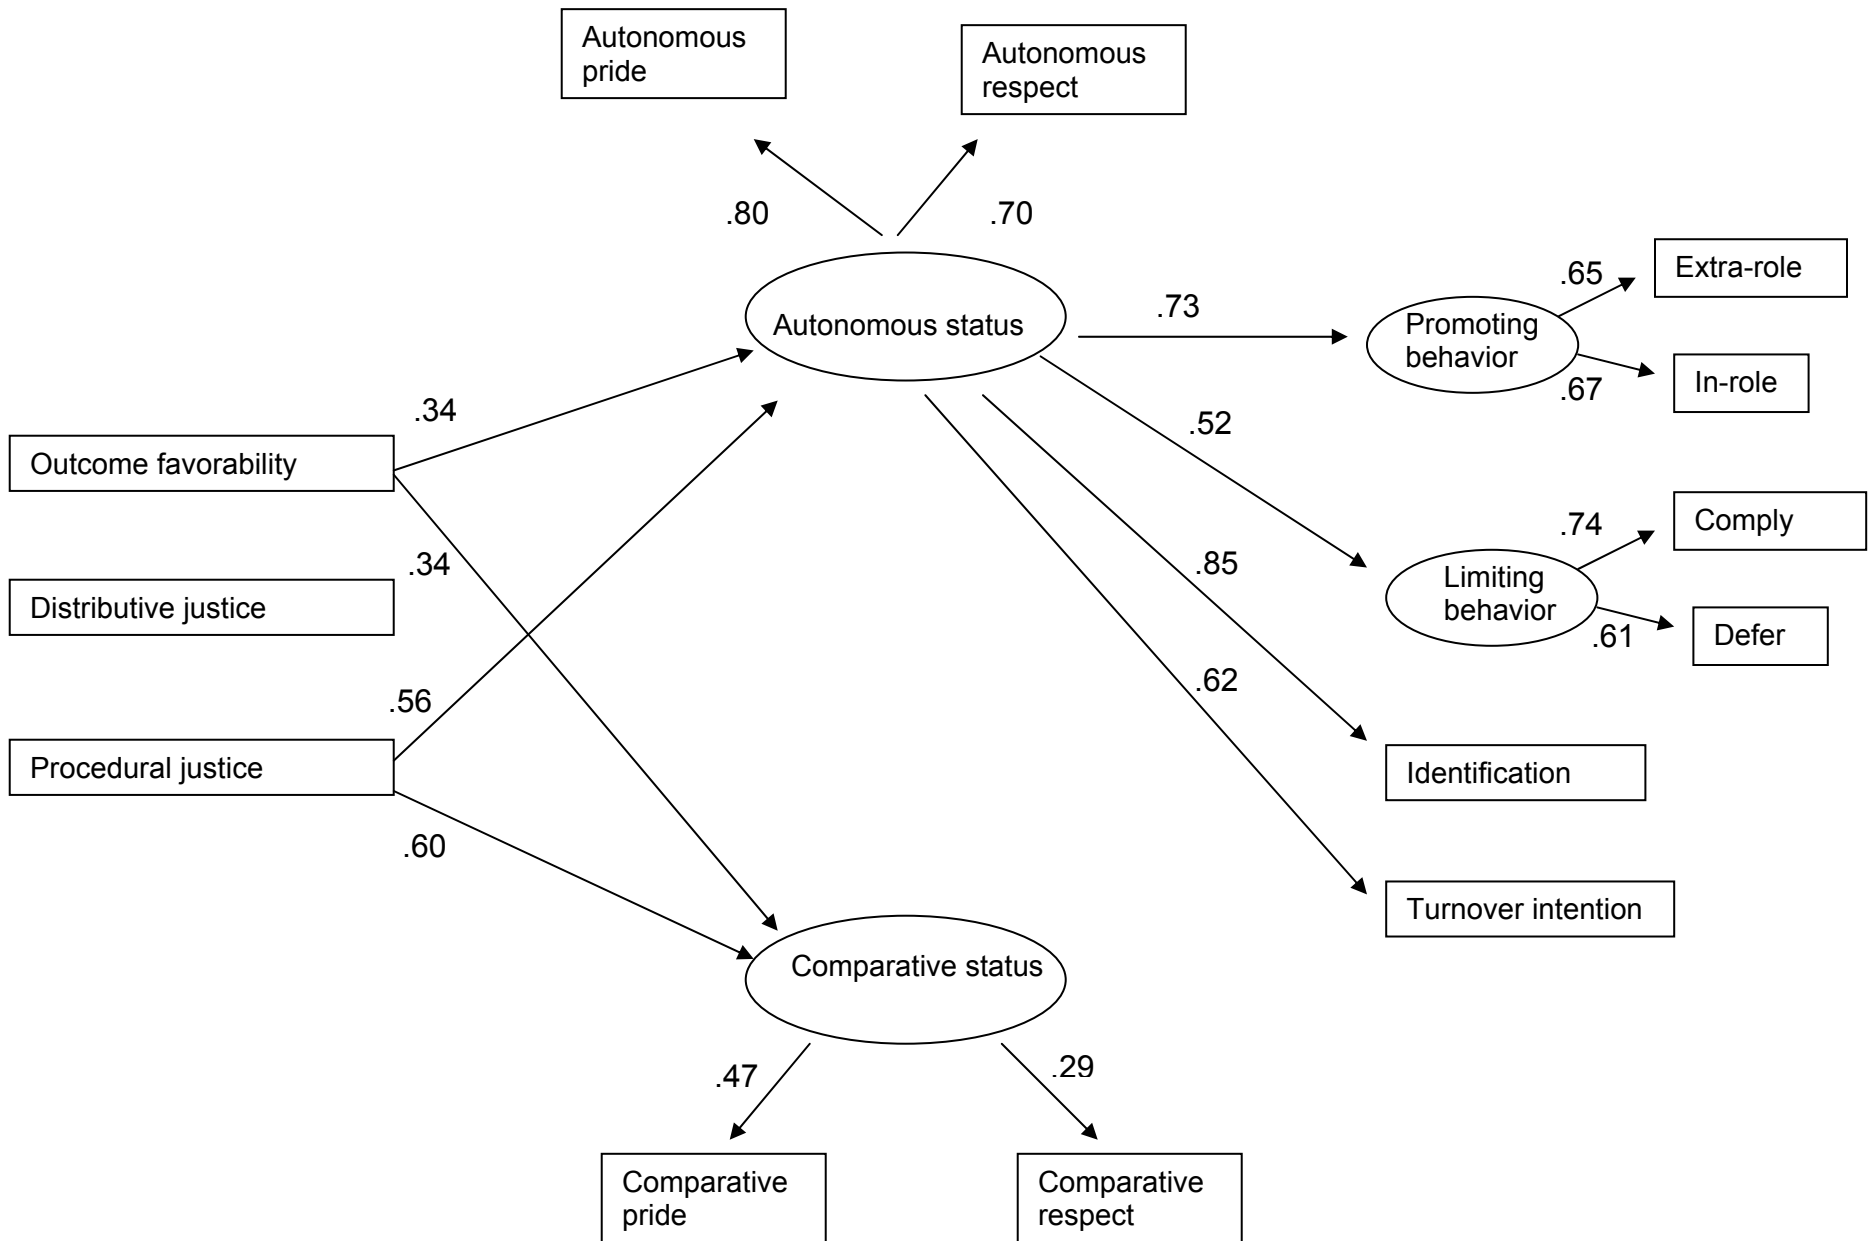 Autonomous
pride
Autonomous
respect
.80
.70
Extra-role
.65
.73
Promoting
behavior
Autonomous status
In-role
.67
.34
.52
Outcome favorability
Comply
.74
.34
.85
Limiting
behavior
Distributive justice
Defer
.61
.62
.56
Procedural justice
Identification
.60
Turnover intention
Comparative status
.47
.29
Comparative
pride
Comparative
respect